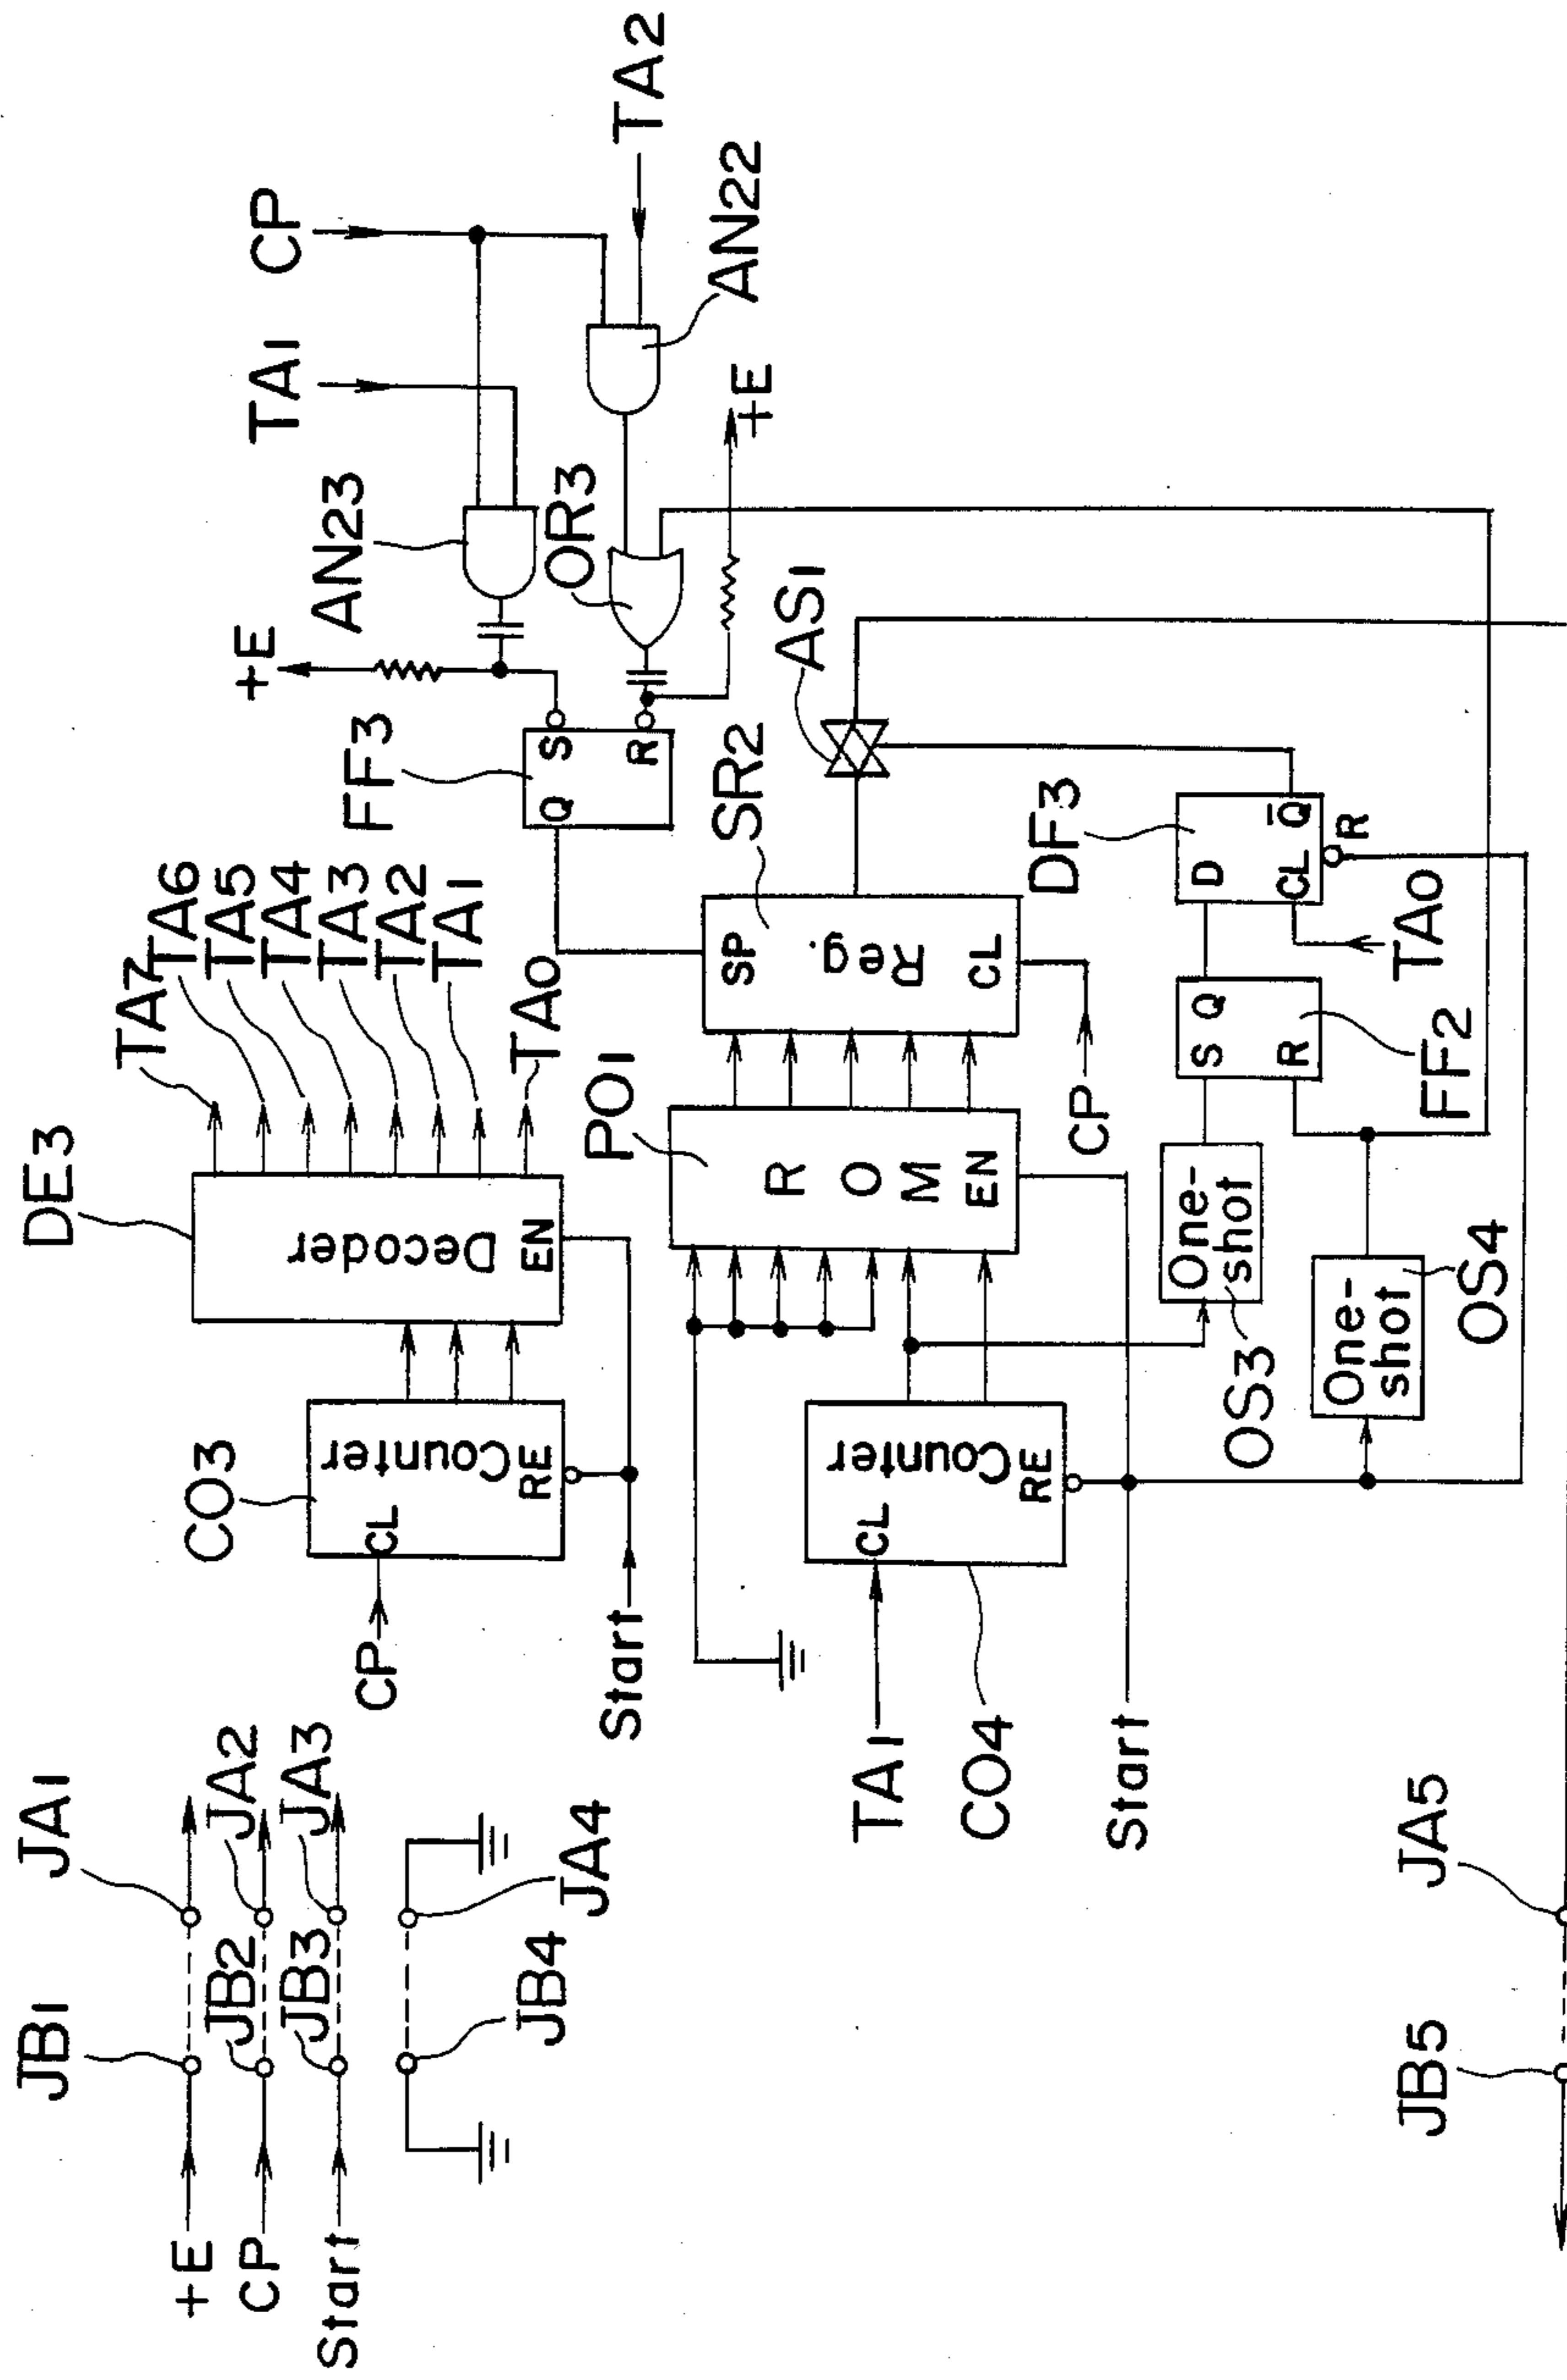 JB1
JA1
+E
CP
JB2
JA2
Start
JB3
JA3
JB4
JA4
CO3
CP
CL
Counter
RE
Start
DE3
Decoder
EN
TA7
TA6
TA5
TA4
TA3
TA2
TA1
TA0
FF3
Q
S
R
+E
AN23
TA1
CP
OR3
AN22
TA2
+E
TA1
CL
Counter
RE
CO4
Start
PO1
ROM
EN
SR2
SP
Reg.
CL
CP
AS1
OS3
One-
shot
OS4
One-
shot
FF2
S
Q
R
DF3
D
CL
Q̄
R
TA0
JB5
JA5